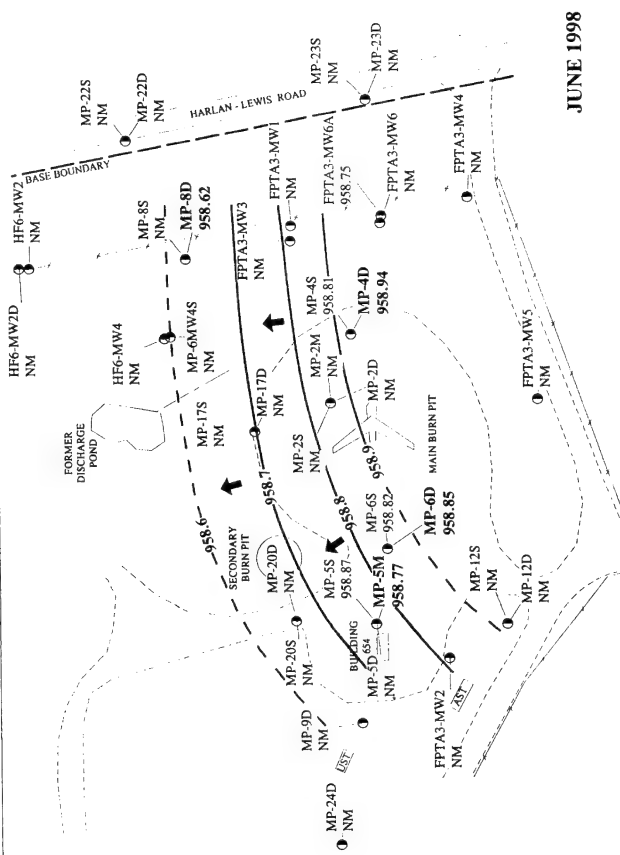 HF6-MW2D
NM
HF6-MW2
NM
MP-22S
NM
MP-22D
NM
BASE BOUNDARY
HARLAN - LEWIS ROAD
MP-23S
NM
MP-23D
NM
FORMER
DISCHARGE
POND
HF6-MW4
NM
MP-6MW4S
NM
MP-8S
NM
MP-8D
958.62
FPTA3-MW3
NM
FPTA3-MW1
NM
FPTA3-MW6A
958.75
FPTA3-MW6
NM
FPTA3-MW4
NM
MP-17S
NM
MP-17D
NM
MP-4S
958.81
MP-4D
958.94
MP-2M
NM
MP-2S
NM
MP-2D
NM
MAIN BURN PIT
FPTA3-MW5
NM
958.6
958.7
958.8
958.9
SECONDARY
BURN PIT
MP-20D
NM
MP-20S
NM
MP-5S
958.87
MP-5M
958.77
MP-5D
NM
BUILDING
654
MP-6S
958.82
MP-6D
958.85
MP-12S
NM
MP-12D
NM
MP-9D
NM
UST
AST
FPTA3-MW2
NM
MP-24D
NM
JUNE 1998